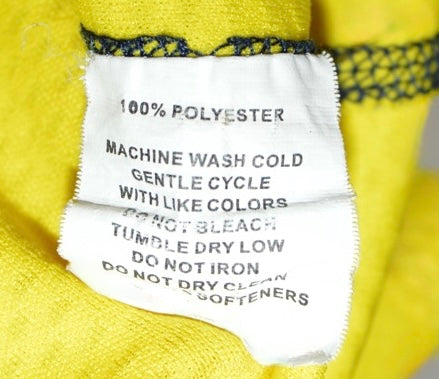 100% POLYESTER
MACHINE WASH COLD
GENTLE CYCLE
WITH LIKE COLORS
DO NOT BLEACH
TUMBLE DRY LOW
DO NOT IRON
DO NOT DRY CLEAN
SOFTENERS